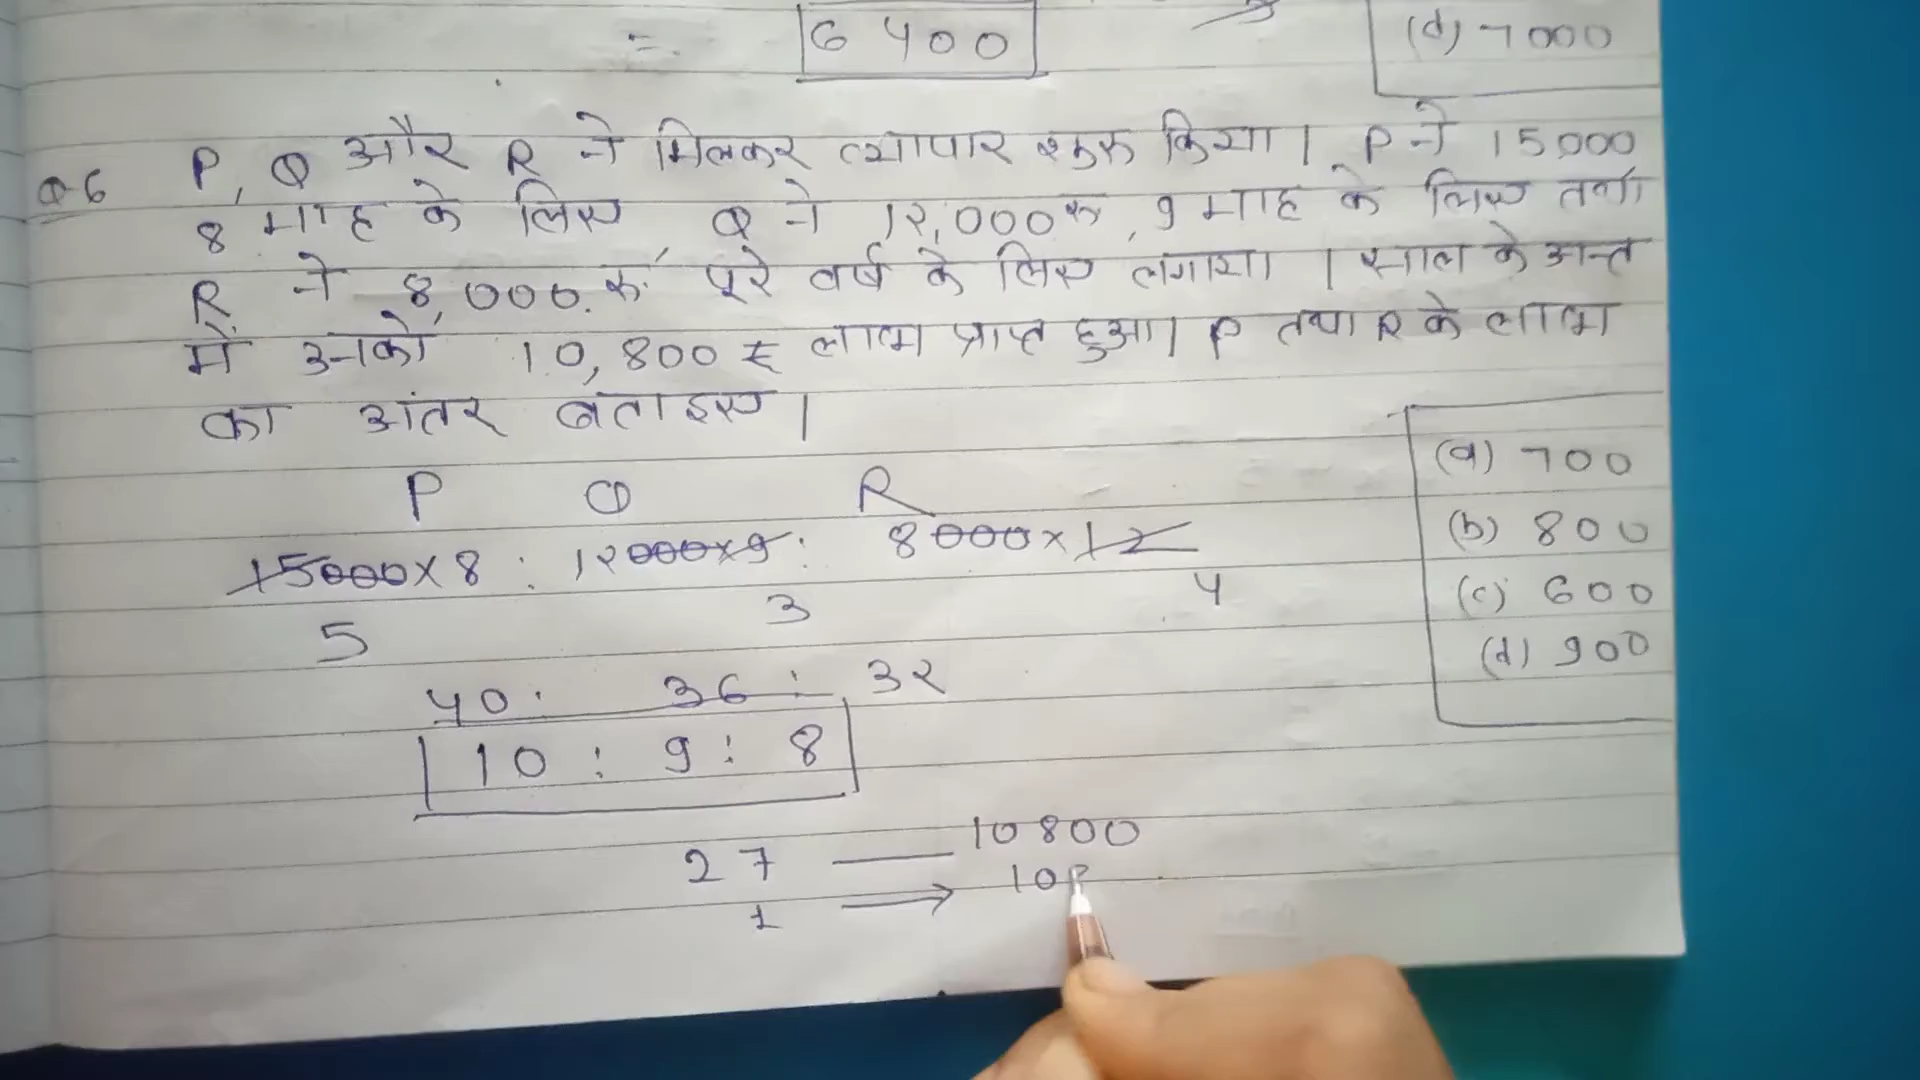 = 6400
(d) 7000
Q6 P, Q और R ने मिलकर व्यापार शुरू किया। P ने 15000
8 माह के लिए Q ने 12,000 रू, 9 माह के लिए तथा
R ने 8,000 रू. पूरे वर्ष के लिए लगाया । साल के अन्त
में उनको 10,800 ₹ लाभ प्राप्त हुआ। P तथा R के लाभ
का अंतर बताइए ।
(a) 700
(b) 800
(c) 600
(d) 900
P Q R
15000×8 : 12000×9 : 8000×12
5 3 4
40 : 36 : 32
10 : 9 : 8
27 — 10800
1 ⟹ 108